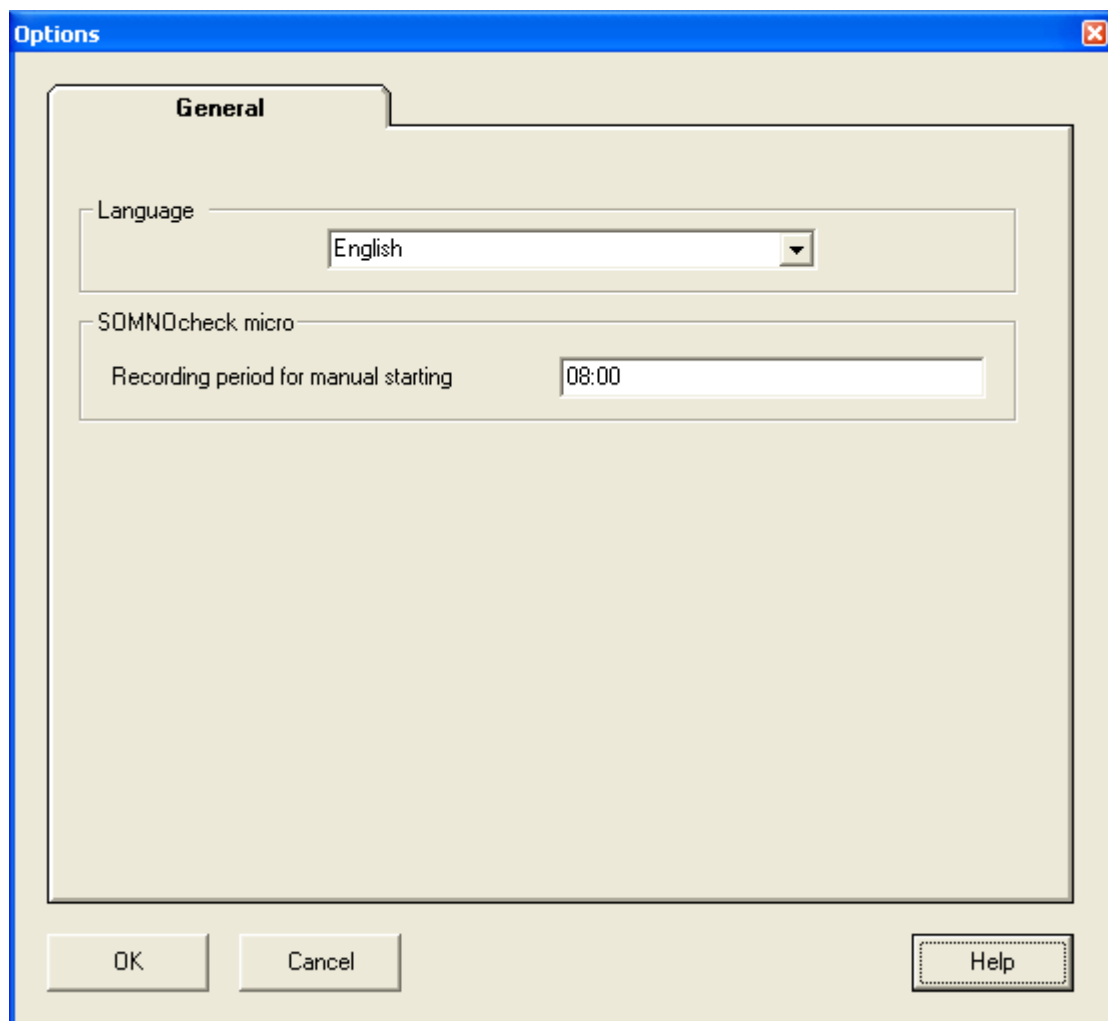 Options
General
Language
English
SOMNOcheck micro
Recording period for manual starting 08:00
OK Cancel Help